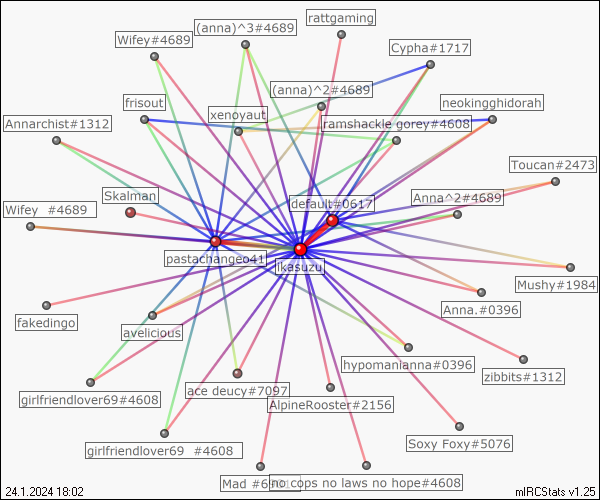 rattgaming
(anna)^3#4689
Wifey#4689
Cypha#1717
(anna)^2#4689
frisout
neokingghidorah
xenoyaut
Annarchist#1312
ramshackle gorey#4608
Toucan#2473
Skalman
Anna^2#4689
default#0617
Wifey  #4689
pastachangeo41
ikasuzu
Mushy#1984
fakedingo
Anna.#0396
avelicious
hypomanianna#0396
zibbits#1312
ace deucy#7097
girlfriendlover69#4608
AlpineRooster#2156
Soxy Foxy#5076
girlfriendlover69  #4608
Mad
no cops no laws no hope#4608
24.1.2024 18:02
mIRCStats v1.25